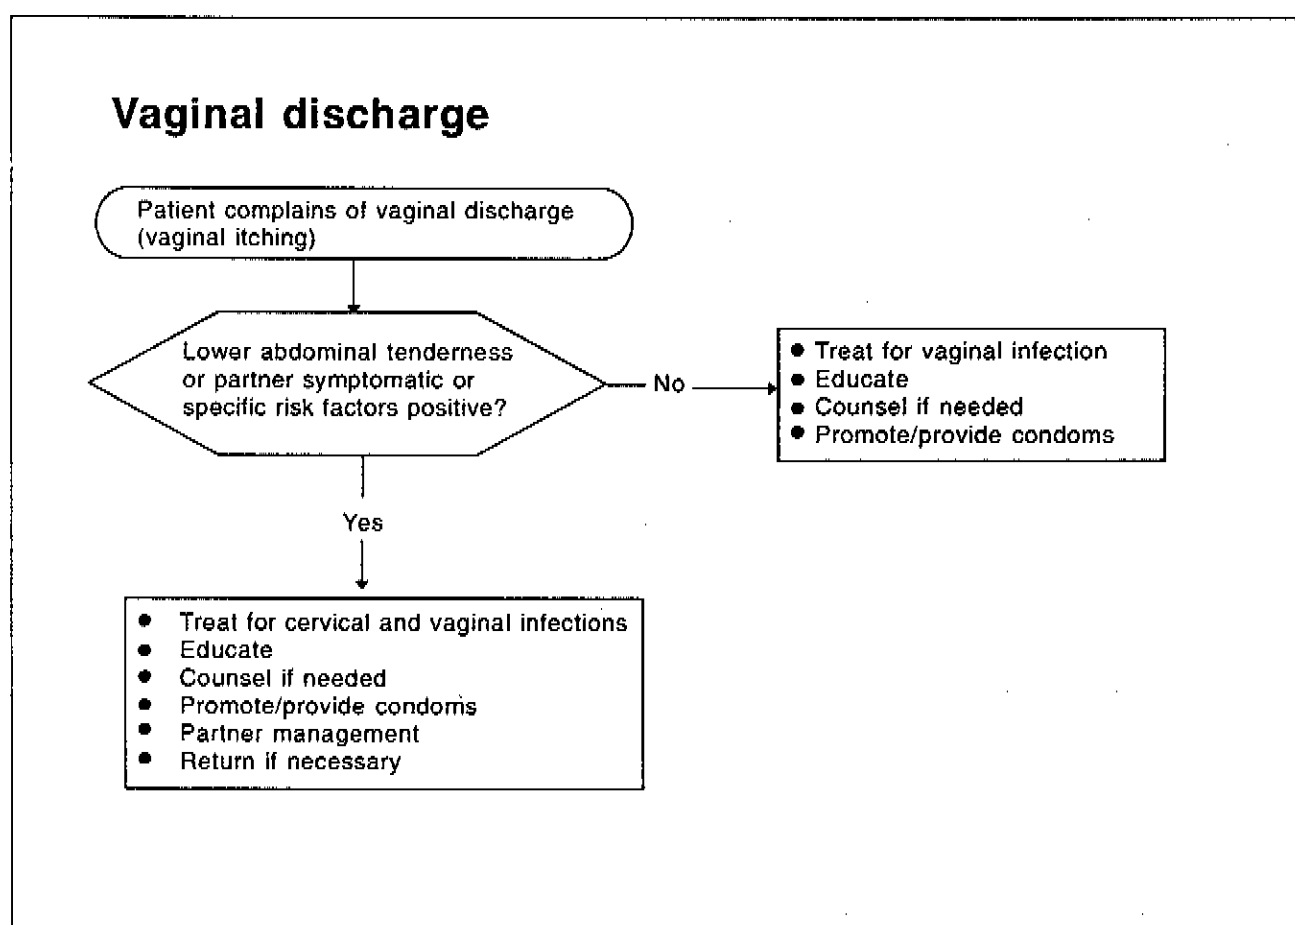 Vaginal discharge
Patient complains of vaginal discharge
(vaginal itching)
Lower abdominal tenderness
or partner symptomatic or
specific risk factors positive?
No
● Treat for vaginal infection
● Educate
● Counsel if needed
● Promote/provide condoms
Yes
● Treat for cervical and vaginal infections
● Educate
● Counsel if needed
● Promote/provide condoms
● Partner management
● Return if necessary